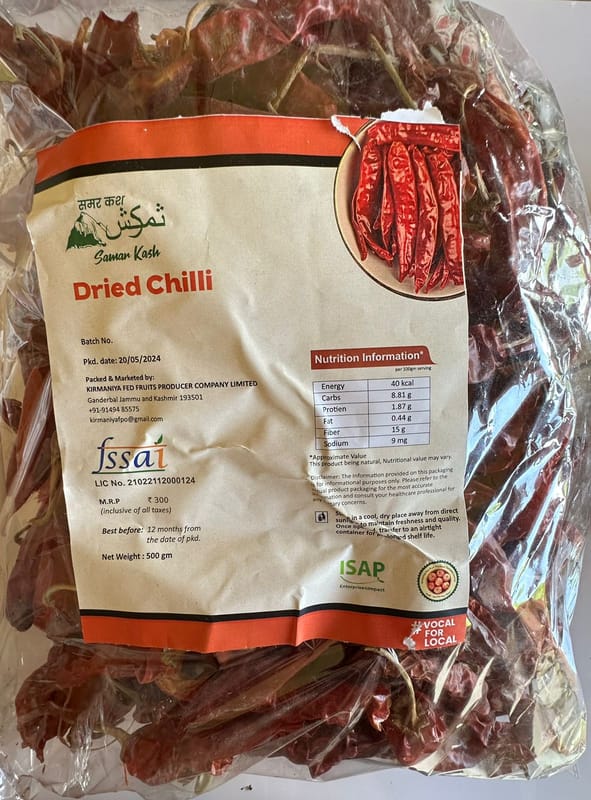 समर कश
ثمركش
Samar Kash
Dried Chilli
Batch No.
Pkd. date: 20/05/2024
Packed & Marketed by:
KIRMANIYA FED FRUITS PRODUCER COMPANY LIMITED
Ganderbal Jammu and Kashmir 193501
+91-91494 85575
kirmaniyafpo@gmail.com
fssai
LIC No. 21022112000124
M.R.P ₹ 300
(inclusive of all taxes)
Best before: 12 months from
the date of pkd.
Net Weight : 500 gm
Nutrition Information*
per 100gm serving
Energy 40 kcal
Carbs 8.81 g
Protien 1.87 g
Fat 0.44 g
Fiber 15 g
Sodium 9 mg
*Approximate Value
This product being natural, Nutritional value may vary.
*Disclaimer: The information provided on this packaging
for informational purposes only. Please refer to the
product packaging for the most accurate
and consult your healthcare professional for
concerns.
in a cool, dry place away from direct
to maintain freshness and quality.
Once transfer to an airtight
container for shelf life.
ISAP
Enterprise4Impact
#VOCAL
FOR
LOCAL